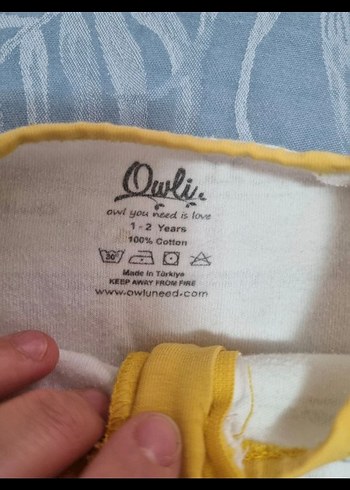 Owli.
owl you need is love
1 - 2 Years
100% Cotton
30°
Made in Türkiye
KEEP AWAY FROM FIRE
www.owluneed.com